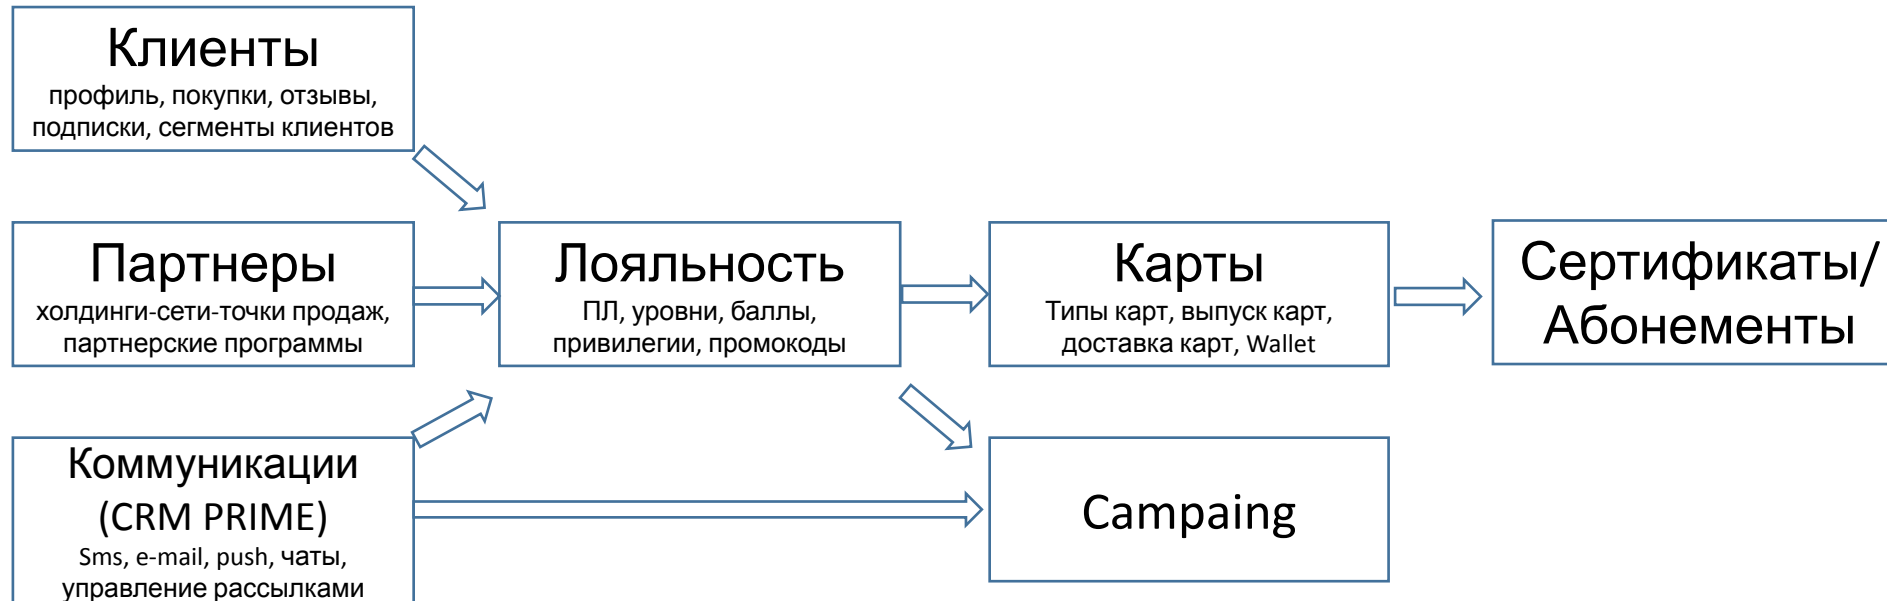 Клиенты
профиль, покупки, отзывы,
подписки, сегменты клиентов
Партнеры
холдинги-сети-точки продаж,
партнерские программы
Лояльность
ПЛ, уровни, баллы,
привилегии, промокоды
Карты
Типы карт, выпуск карт,
доставка карт, Wallet
Сертификаты/
Абонементы
Коммуникации
(CRM PRIME)
Sms, e-mail, push, чаты,
управление рассылками
Campaing